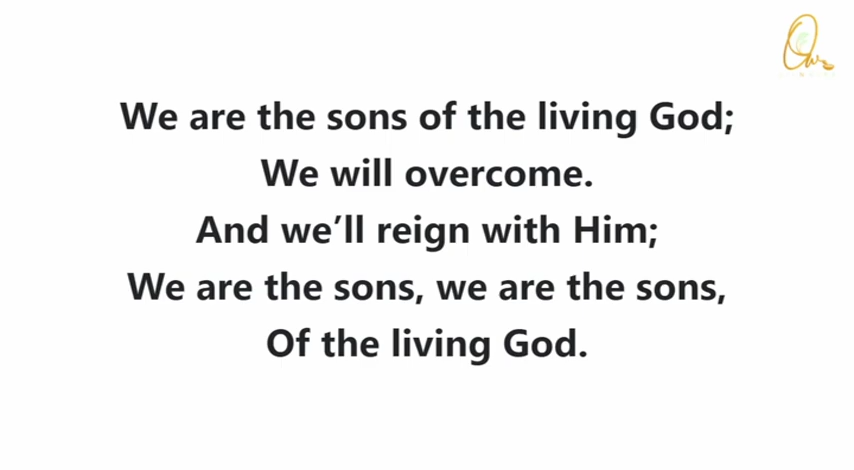 We are the sons of the living God;
We will overcome.
And we’ll reign with Him;
We are the sons, we are the sons,
Of the living God.